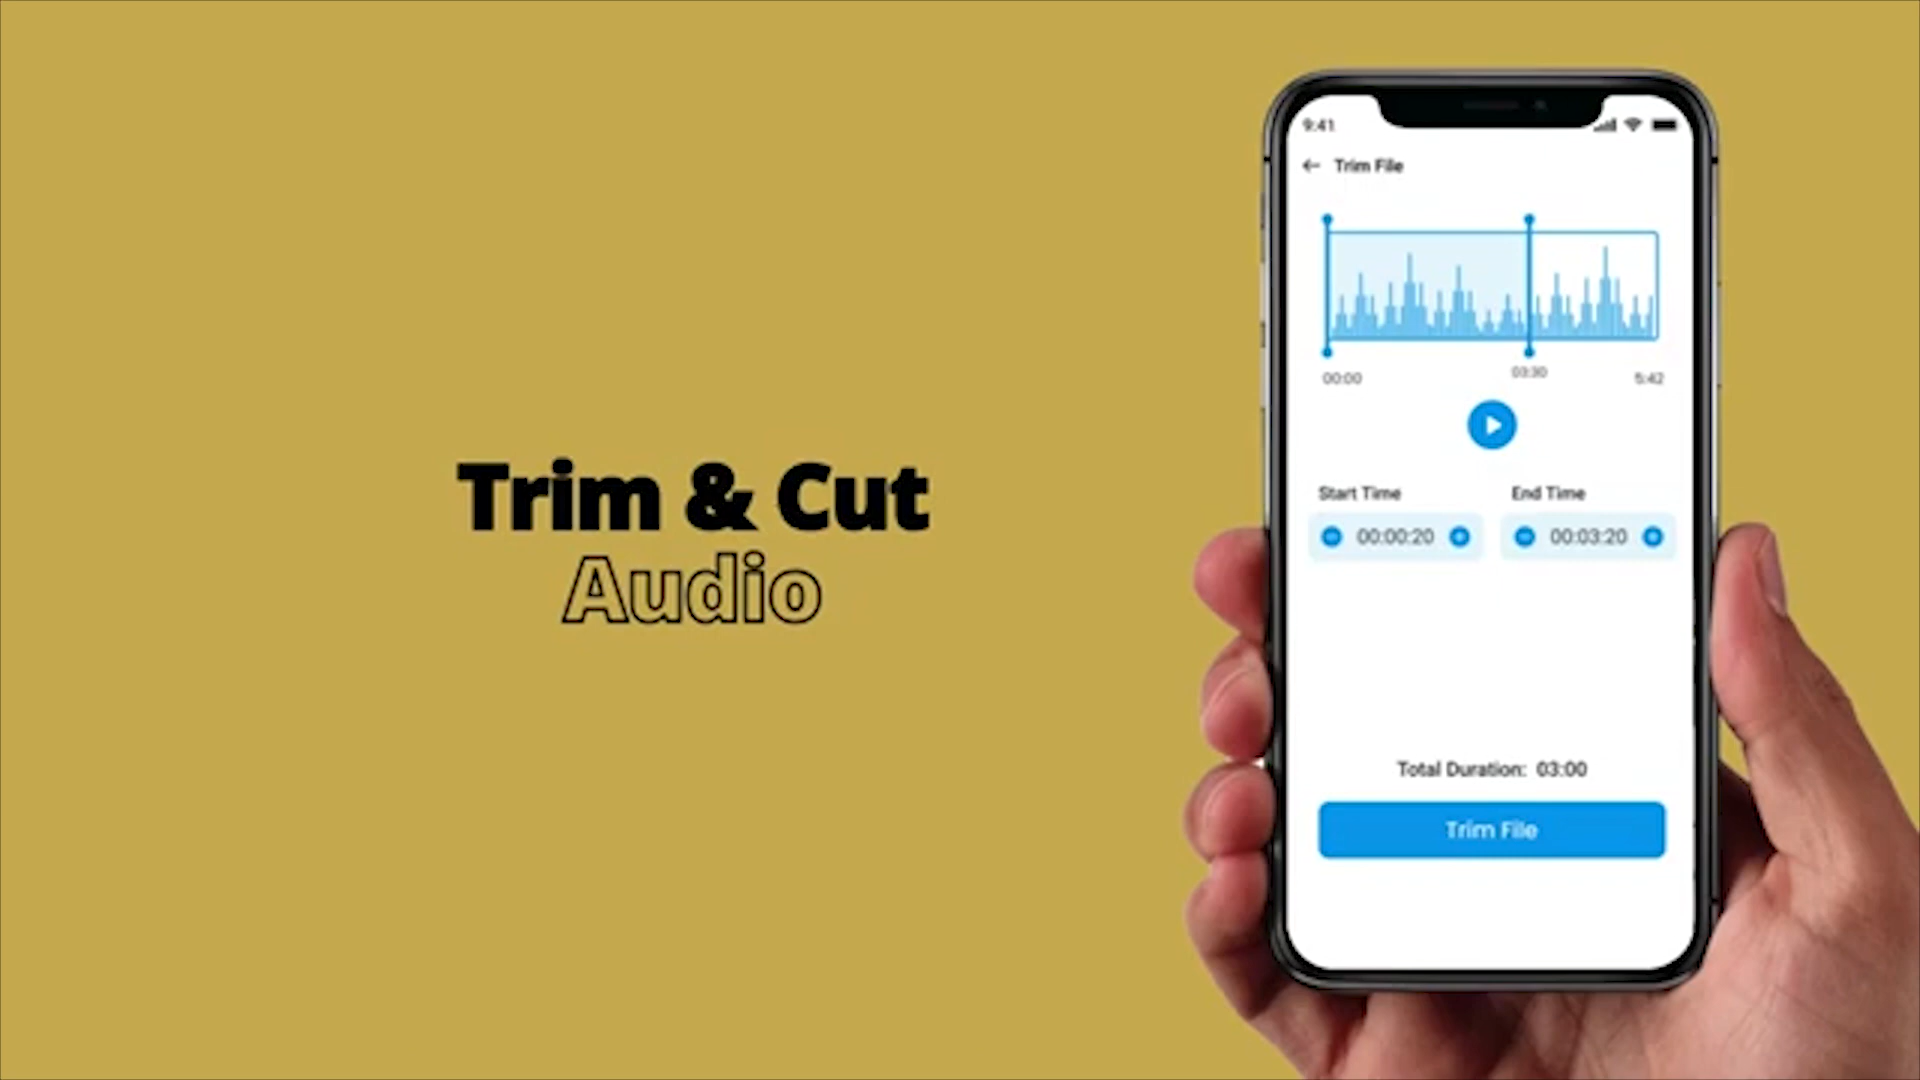 Trim & Cut
Audio
9:41
← Trim File
00:00
03:30
5:42
Start Time
End Time
00:00:20
00:03:20
Total Duration: 03:00
Trim File